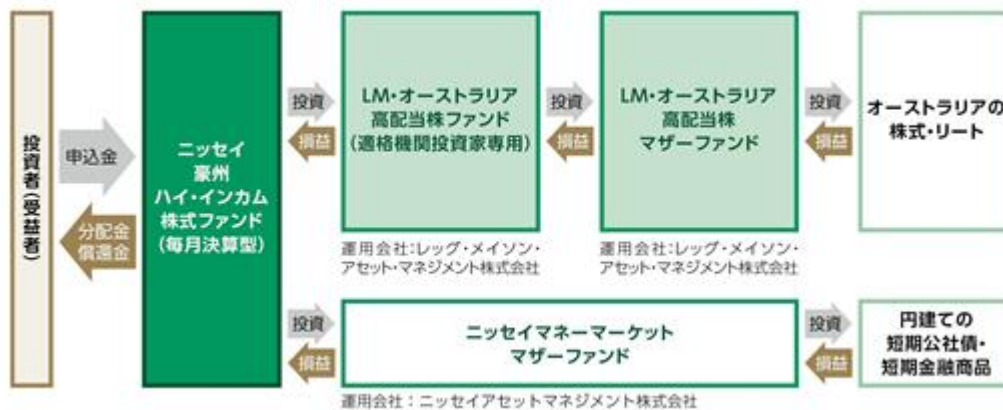 投資者(受益者)
申込金
分配金
償還金
ニッセイ
豪州
ハイ・インカム
株式ファンド
(毎月決算型)
投資
損益
LM・オーストラリア
高配当株ファンド
(適格機関投資家専用)
運用会社:レッグ・メイソン・
アセット・マネジメント株式会社
投資
損益
LM・オーストラリア
高配当株
マザーファンド
運用会社:レッグ・メイソン・
アセット・マネジメント株式会社
投資
損益
オーストラリアの
株式・リート
投資
損益
ニッセイマネーマーケット
マザーファンド
運用会社:ニッセイアセットマネジメント株式会社
投資
損益
円建ての
短期公社債・
短期金融商品